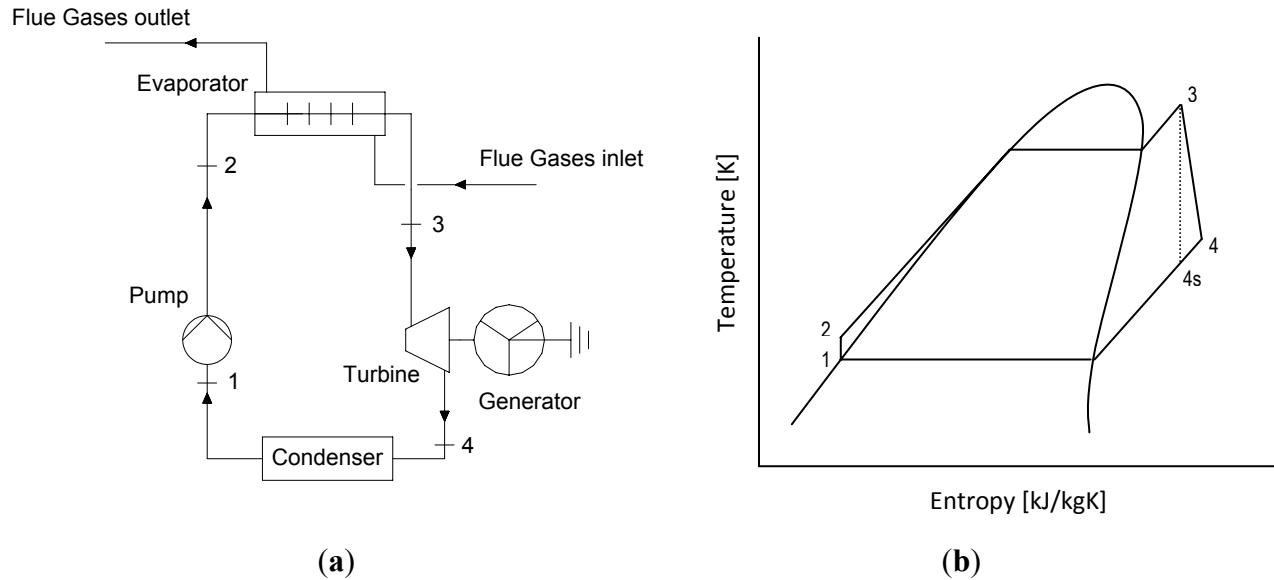 Flue Gases outlet
Evaporator
2
Flue Gases inlet
3
Pump
1
Turbine
Generator
4
Condenser
(a)
Temperature [K]
3
4
4s
2
1
Entropy [kJ/kgK]
(b)